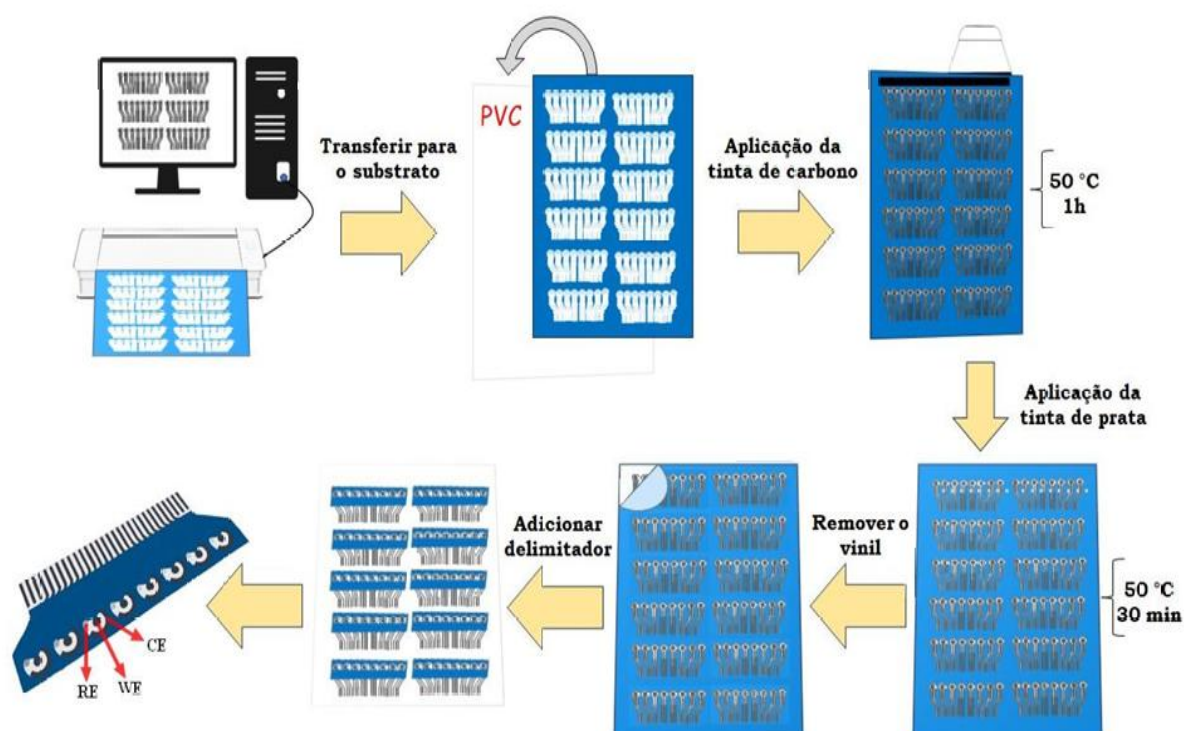 Transferir para
o substrato
PVC
Aplicação da
tinta de carbono
50 °C
1h
Aplicação da
tinta de prata
50 °C
30 min
Remover o
vinil
Adicionar
delimitador
CE
WE
RE